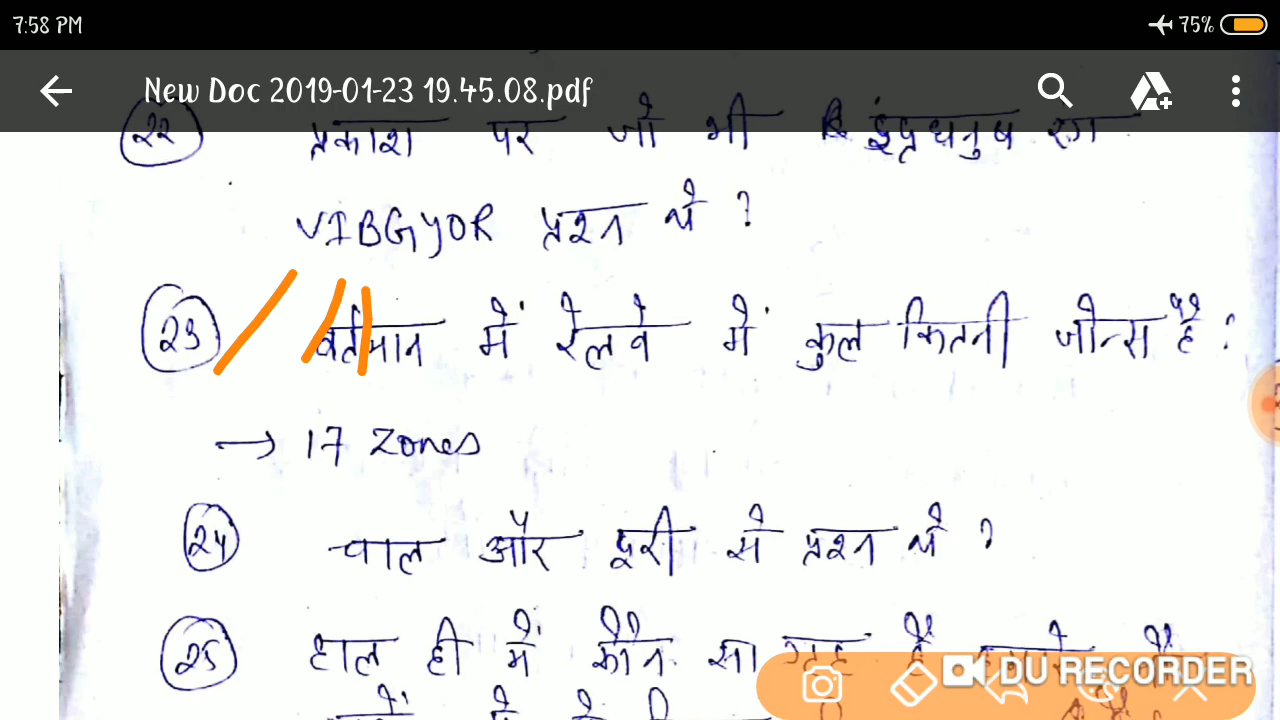 7:58 PM 75%
New Doc 2019-01-23 19.45.08.pdf
22 प्रकाश पर जो भी इंद्रधनुष रंग
VIBGYOR प्रश्न थे ?
23 वर्तमान में रेलवे में कुल कितनी जोन्स है ?
→ 17 Zones
24 चाल और दूरी से प्रश्न थे ?
25 हाल ही में कौन सा ग्रह है
DU RECORDER